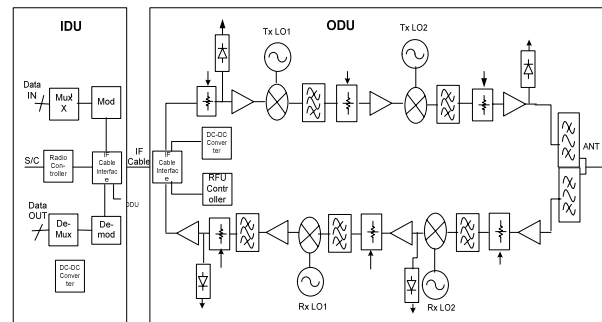 IDU
ODU
Tx LO1
Tx LO2
Data
IN
Mux/
X
Mod
DC-DC
Conver
ter
S/C
Radio
Con-
troller
IF
Cable
Interfac
e
IF
Cable
IF
Cable
Interfac
e
RFU Cont
roller
ANT
ODU
Data
OUT
De-
Mux
De-
mod
DC-DC
Conver
ter
Rx LO1
Rx LO2